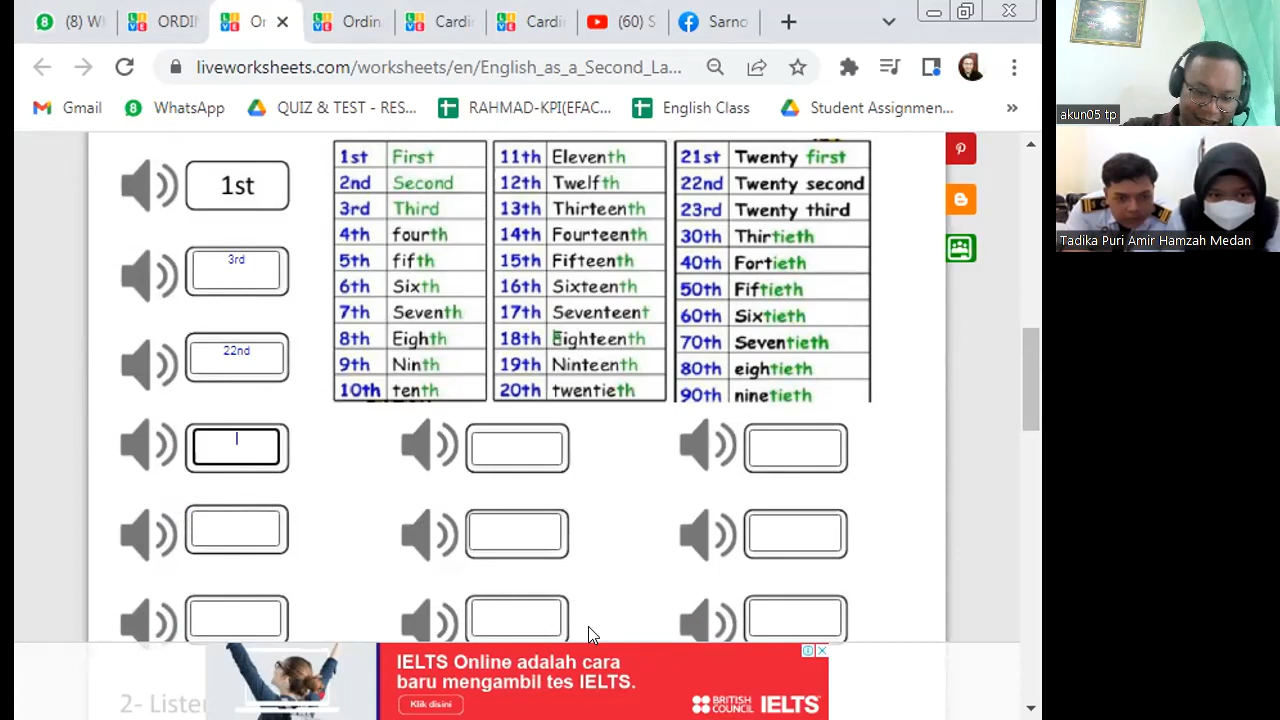 (8) W
ORDI
Or
Ordin
Cardi
Cardi
(60) S
Sarno
liveworksheets.com/worksheets/en/English_as_a_Second_La...
Gmail
WhatsApp
QUIZ & TEST - RES...
RAHMAD-KPI(EFAC...
English Class
Student Assignmen...
1st
3rd
22nd
1st First
2nd Second
3rd Third
4th fourth
5th fifth
6th Sixth
7th Seventh
8th Eighth
9th Ninth
10th tenth
11th Eleventh
12th Twelfth
13th Thirteenth
14th Fourteenth
15th Fifteenth
16th Sixteenth
17th Seventeent
18th Eighteenth
19th Ninteenth
20th twentieth
21st Twenty first
22nd Twenty second
23rd Twenty third
30th Thirtieth
40th Fortieth
50th Fiftieth
60th Sixtieth
70th Seventieth
80th eightieth
90th ninetieth
2- Listen
IELTS Online adalah cara
baru mengambil tes IELTS.
Klik disini
BRITISH
COUNCIL
IELTS
akun05 tp
Tadika Puri Amir Hamzah Medan